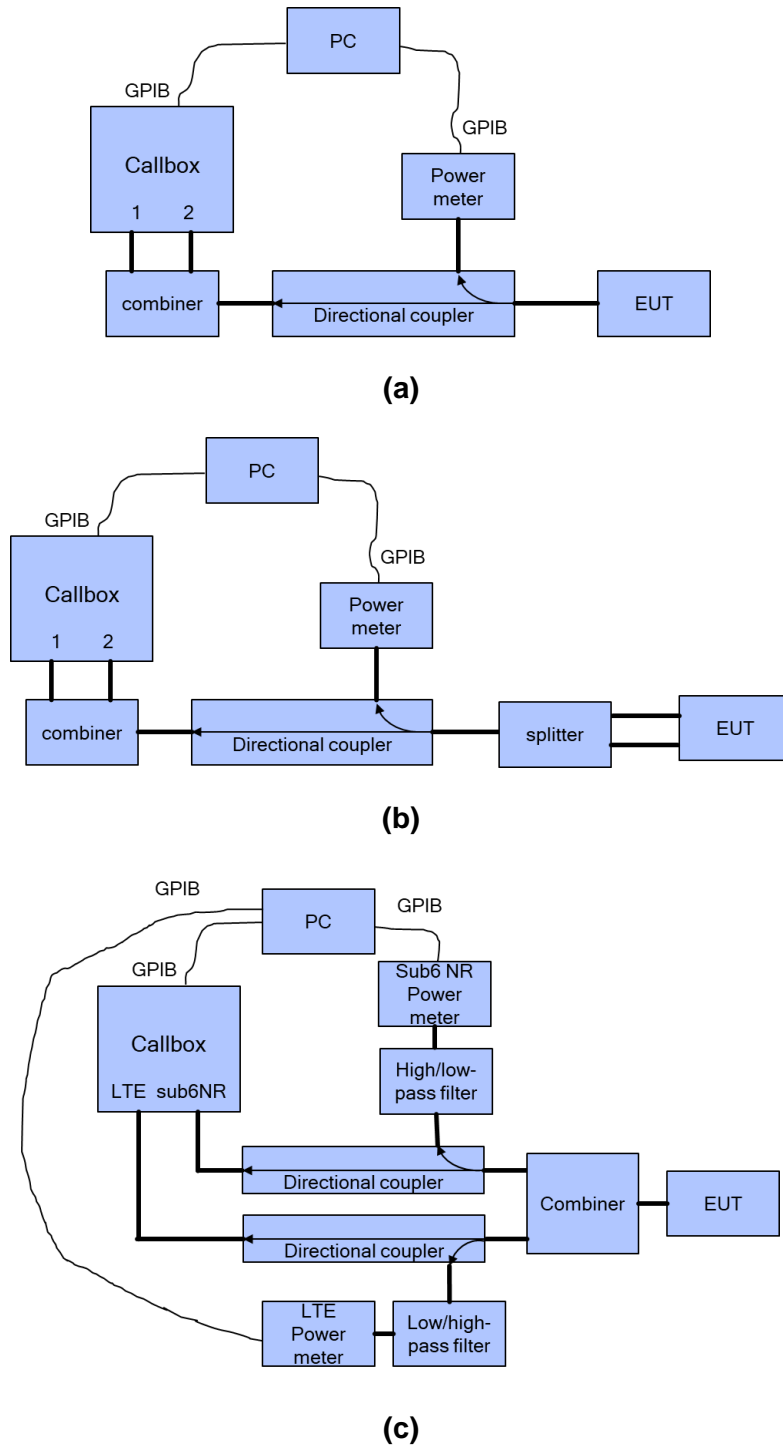 PC
GPIB
GPIB
Callbox
1 2
Power
meter
combiner
Directional coupler
EUT
(a)
PC
GPIB
GPIB
Callbox
1 2
Power
meter
combiner
Directional coupler
splitter
EUT
(b)
GPIB
PC
GPIB
GPIB
Sub6 NR
Power
meter
Callbox
LTE sub6NR
High/low-
pass filter
Directional coupler
Combiner
EUT
Directional coupler
LTE
Power
meter
Low/high-
pass filter
(c)